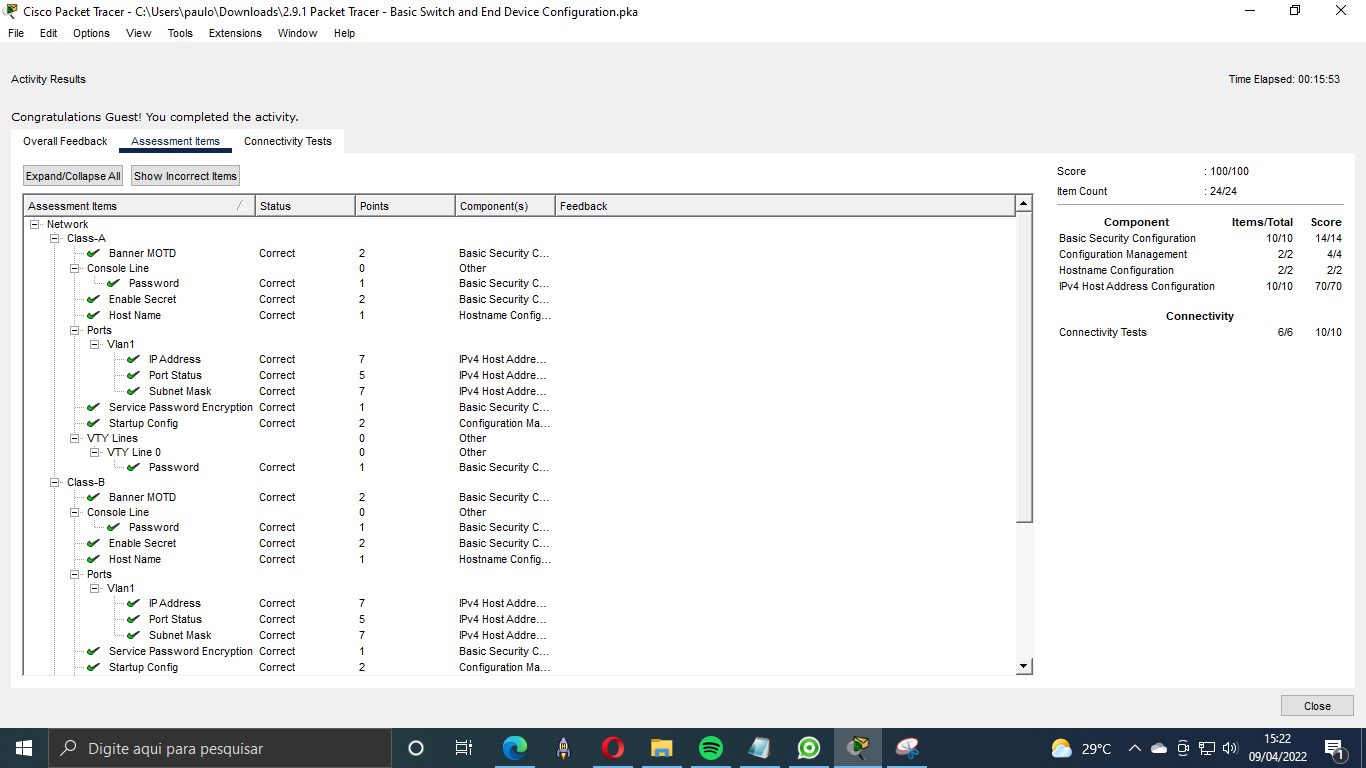 Cisco Packet Tracer - C:\Users\paulo\Downloads\2.9.1 Packet Tracer - Basic Switch and End Device Configuration.pka
File Edit Options View Tools Extensions Window Help
Activity Results
Time Elapsed: 00:15:53
Congratulations Guest! You completed the activity.
Overall Feedback Assessment Items Connectivity Tests
Expand/Collapse All Show Incorrect Items
Assessment Items Status Points Component(s) Feedback
Network
Class-A
Banner MOTD Correct 2 Basic Security C...
Console Line 0 Other
Password Correct 1 Basic Security C...
Enable Secret Correct 2 Basic Security C...
Host Name Correct 1 Hostname Config...
Ports
Vlan1
IP Address Correct 7 IPv4 Host Addre...
Port Status Correct 5 IPv4 Host Addre...
Subnet Mask Correct 7 IPv4 Host Addre...
Service Password Encryption Correct 1 Basic Security C...
Startup Config Correct 2 Configuration Ma...
VTY Lines 0 Other
VTY Line 0 0 Other
Password Correct 1 Basic Security C...
Class-B
Banner MOTD Correct 2 Basic Security C...
Console Line 0 Other
Password Correct 1 Basic Security C...
Enable Secret Correct 2 Basic Security C...
Host Name Correct 1 Hostname Config...
Ports
Vlan1
IP Address Correct 7 IPv4 Host Addre...
Port Status Correct 5 IPv4 Host Addre...
Subnet Mask Correct 7 IPv4 Host Addre...
Service Password Encryption Correct 1 Basic Security C...
Startup Config Correct 2 Configuration Ma...
Score : 100/100
Item Count : 24/24
Component Items/Total Score
Basic Security Configuration 10/10 14/14
Configuration Management 2/2 4/4
Hostname Configuration 2/2 2/2
IPv4 Host Address Configuration 10/10 70/70
Connectivity
Connectivity Tests 6/6 10/10
Close
Digite aqui para pesquisar
29°C
15:22
09/04/2022
1